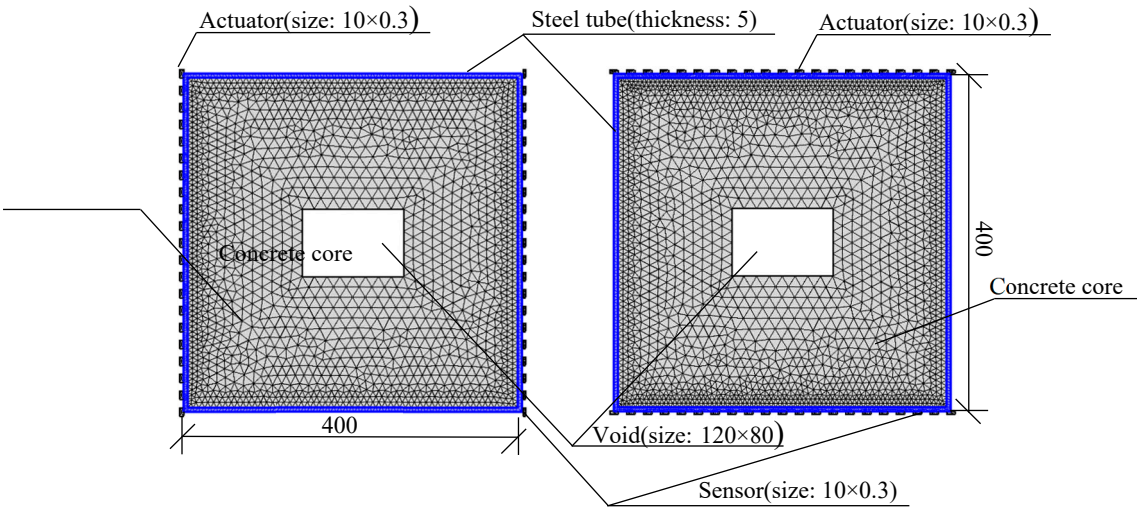 Actuator(size: 10×0.3)
Steel tube(thickness: 5)
Actuator(size: 10×0.3)
Concrete core
400
Concrete core
400
Void(size: 120×80)
Sensor(size: 10×0.3)